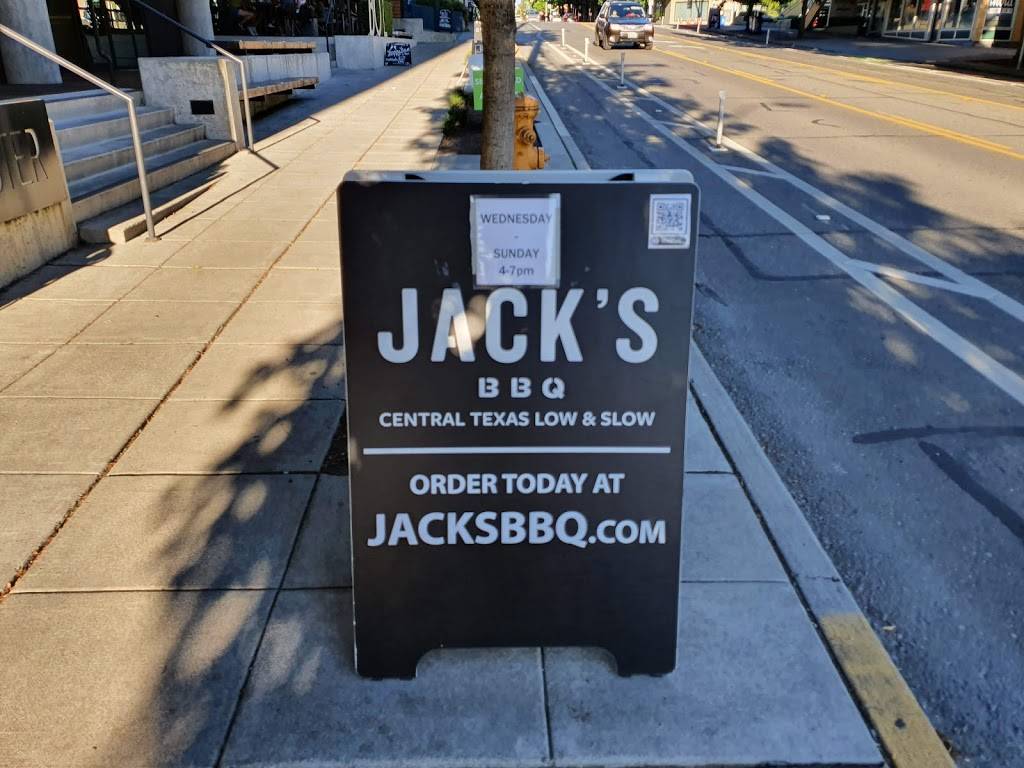 WEDNESDAY
-
SUNDAY
4-7pm
JACK'S
BBQ
CENTRAL TEXAS LOW & SLOW
ORDER TODAY AT
JACKSBBQ.COM